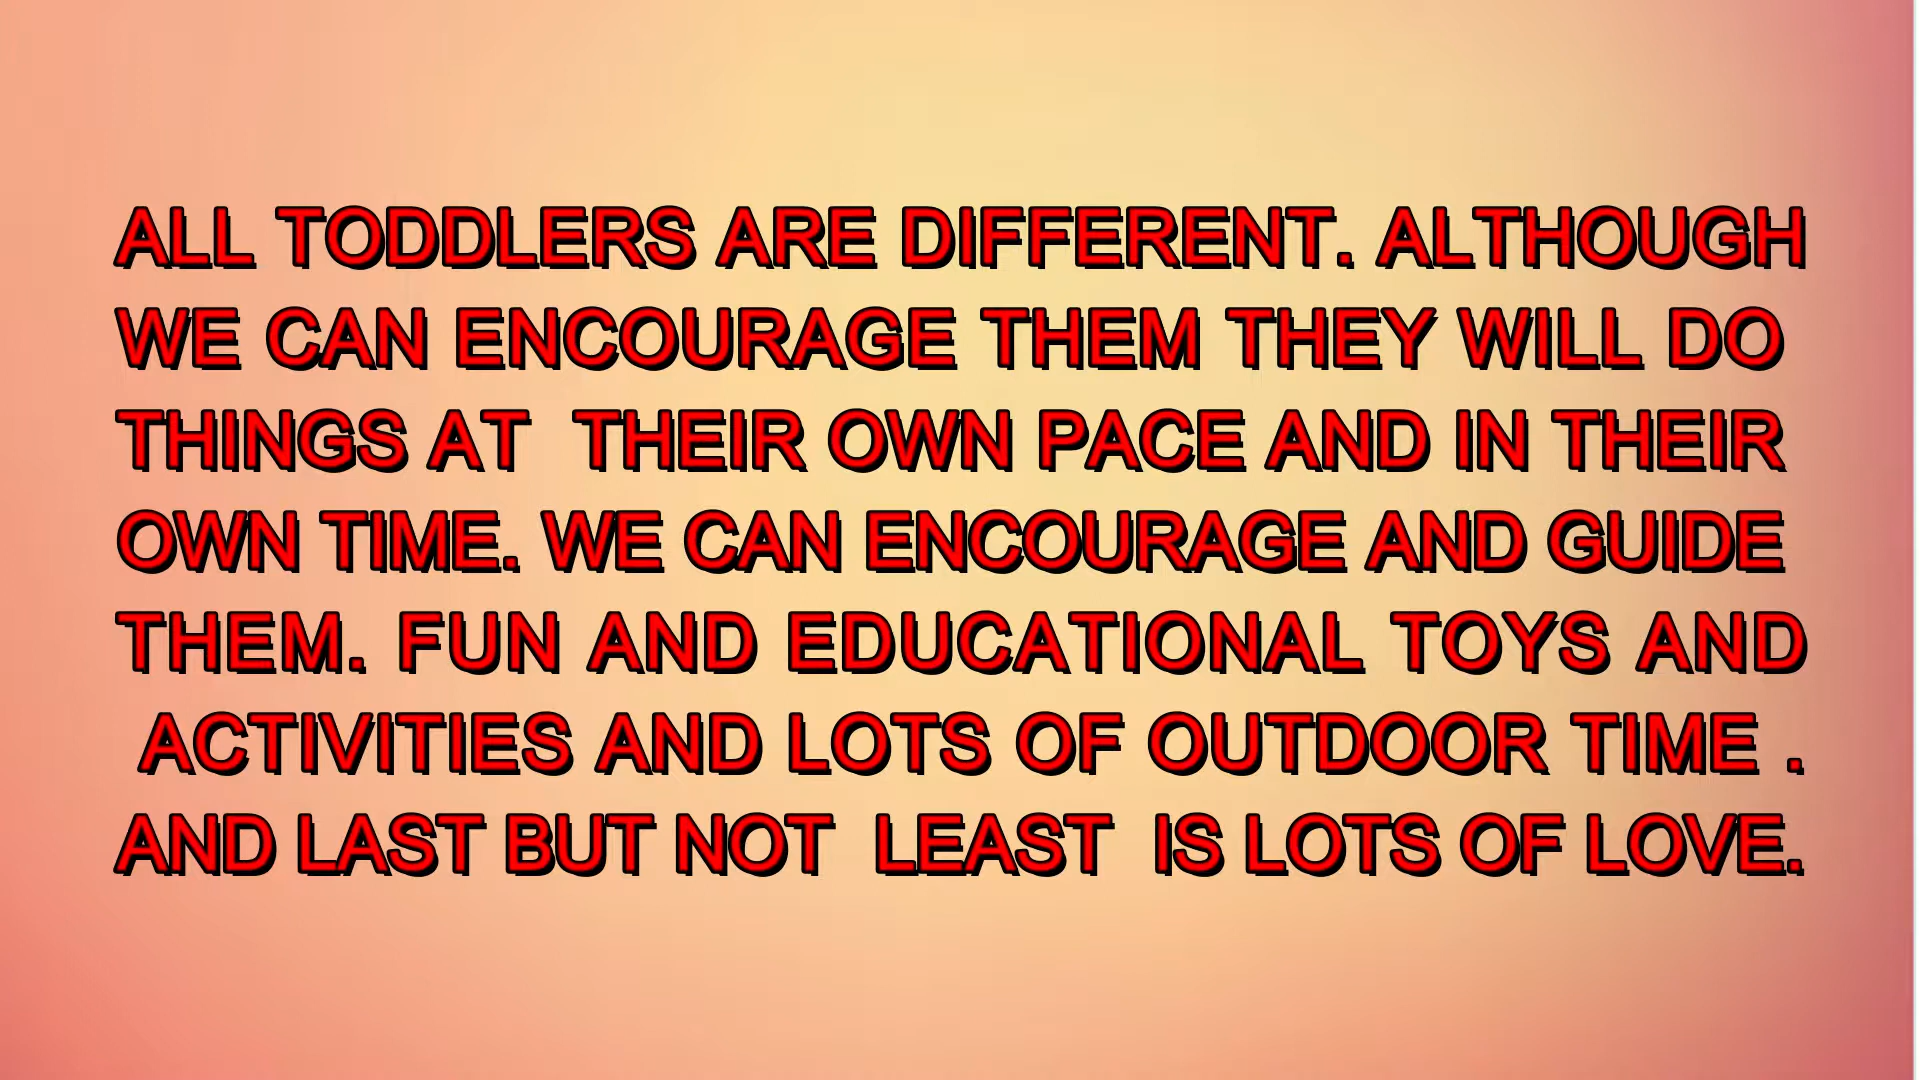 ALL TODDLERS ARE DIFFERENT. ALTHOUGH
WE CAN ENCOURAGE THEM THEY WILL DO
THINGS AT THEIR OWN PACE AND IN THEIR
OWN TIME. WE CAN ENCOURAGE AND GUIDE
THEM. FUN AND EDUCATIONAL TOYS AND
ACTIVITIES AND LOTS OF OUTDOOR TIME .
AND LAST BUT NOT LEAST IS LOTS OF LOVE.